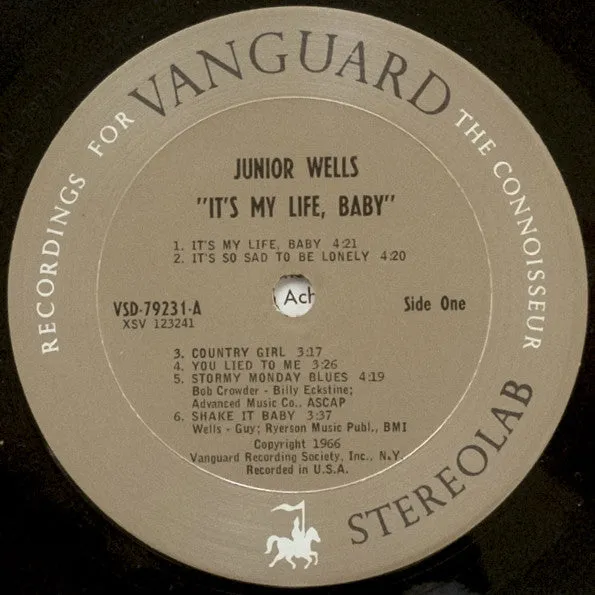 RECORDINGS FOR VANGUARD THE CONNOISSEUR
JUNIOR WELLS
"IT'S MY LIFE, BABY"
1. IT'S MY LIFE, BABY 4:21
2. IT'S SO SAD TO BE LONELY 4:20
Ach
VSD-79231-A
XSV 123241
Side One
3. COUNTRY GIRL 3:17
4. YOU LIED TO ME 3:26
5. STORMY MONDAY BLUES 4:19
Bob Crowder - Billy Eckstine;
Advanced Music Co., ASCAP
6. SHAKE IT BABY 3:37
Wells - Guy; Ryerson Music Publ., BMI
Copyright 1966
Vanguard Recording Society, Inc., N.Y.
Recorded in U.S.A.
STEREOLAB